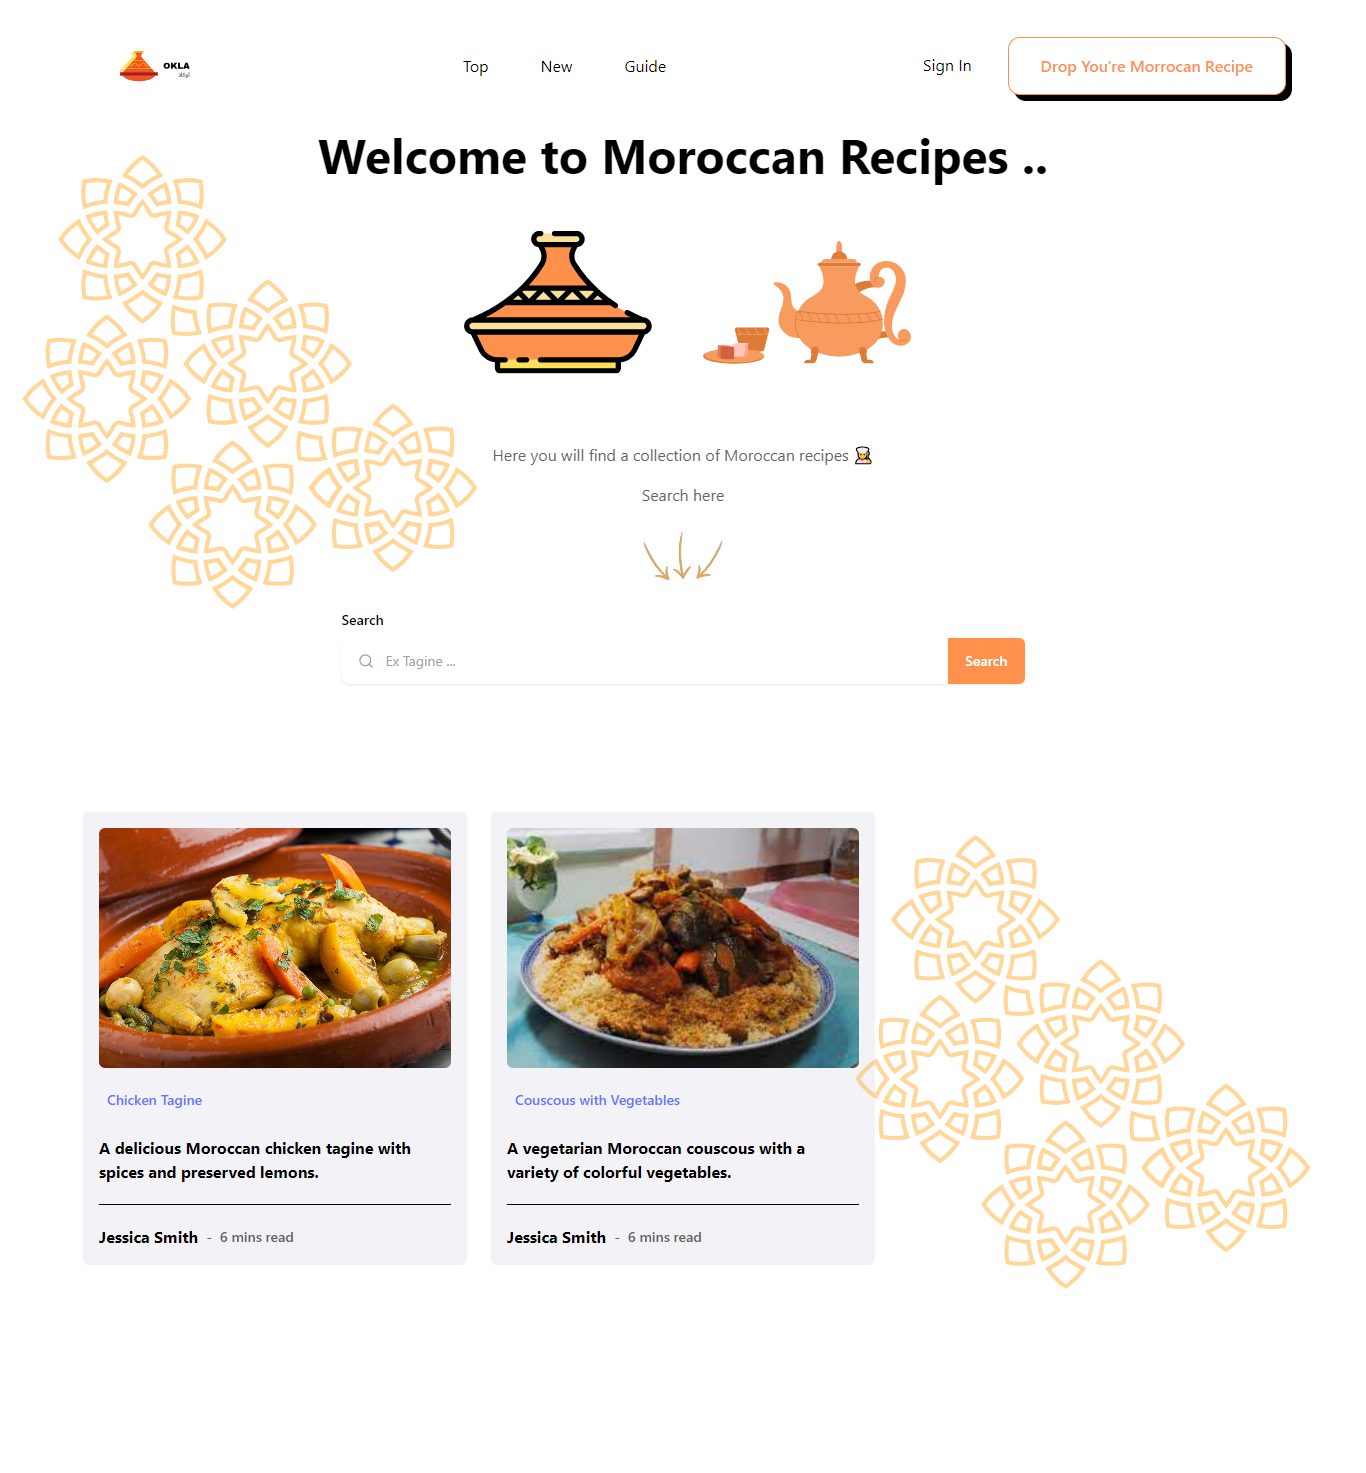 OKLA
أوكلا
Top
New
Guide
Sign In
Drop You're Morrocan Recipe
Welcome to Moroccan Recipes ..
Here you will find a collection of Moroccan recipes 👩‍🍳
Search here
Search
Ex Tagine ...
Search
Chicken Tagine
A delicious Moroccan chicken tagine with
spices and preserved lemons.
Jessica Smith - 6 mins read
Couscous with Vegetables
A vegetarian Moroccan couscous with a
variety of colorful vegetables.
Jessica Smith - 6 mins read